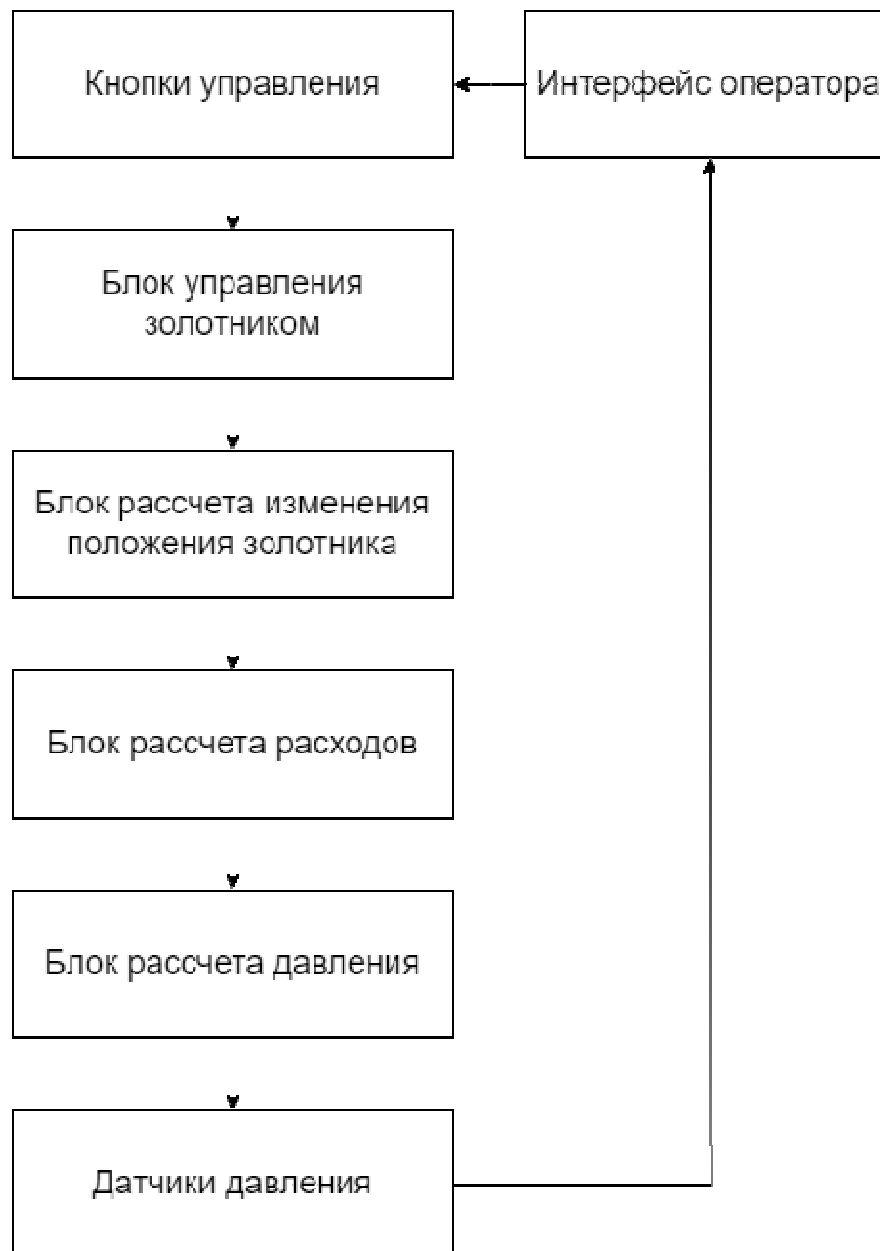 Кнопки управления
Интерфейс оператора
Блок управления
золотником
Блок рассчета изменения
положения золотника
Блок рассчета расходов
Блок рассчета давления
Датчики давления